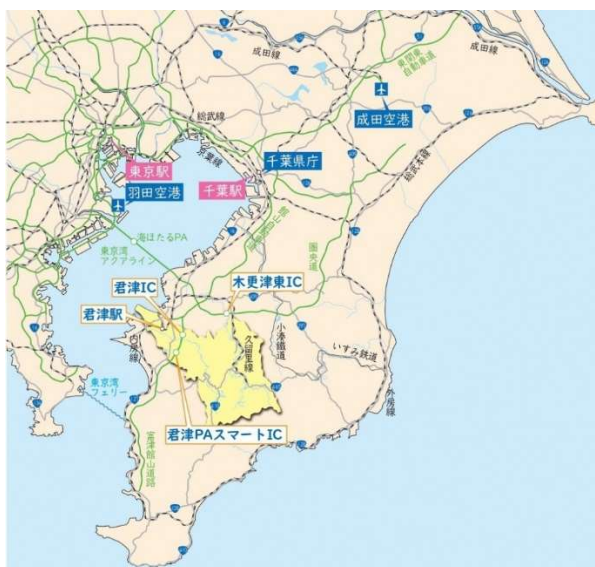 成田線
成田線
東関東
自動車道
成田空港
総武線
京葉線
総武本線
千葉県庁
東京駅
千葉駅
羽田空港
館山自動車道
海ほたるPA
東京湾
アクアライン
圏央道
木更津東IC
君津IC
君津駅
内房線
久留里線
小湊鐵道
いすみ鉄道
外房線
東京湾
フェリー
君津PAスマートIC
富津館山道路